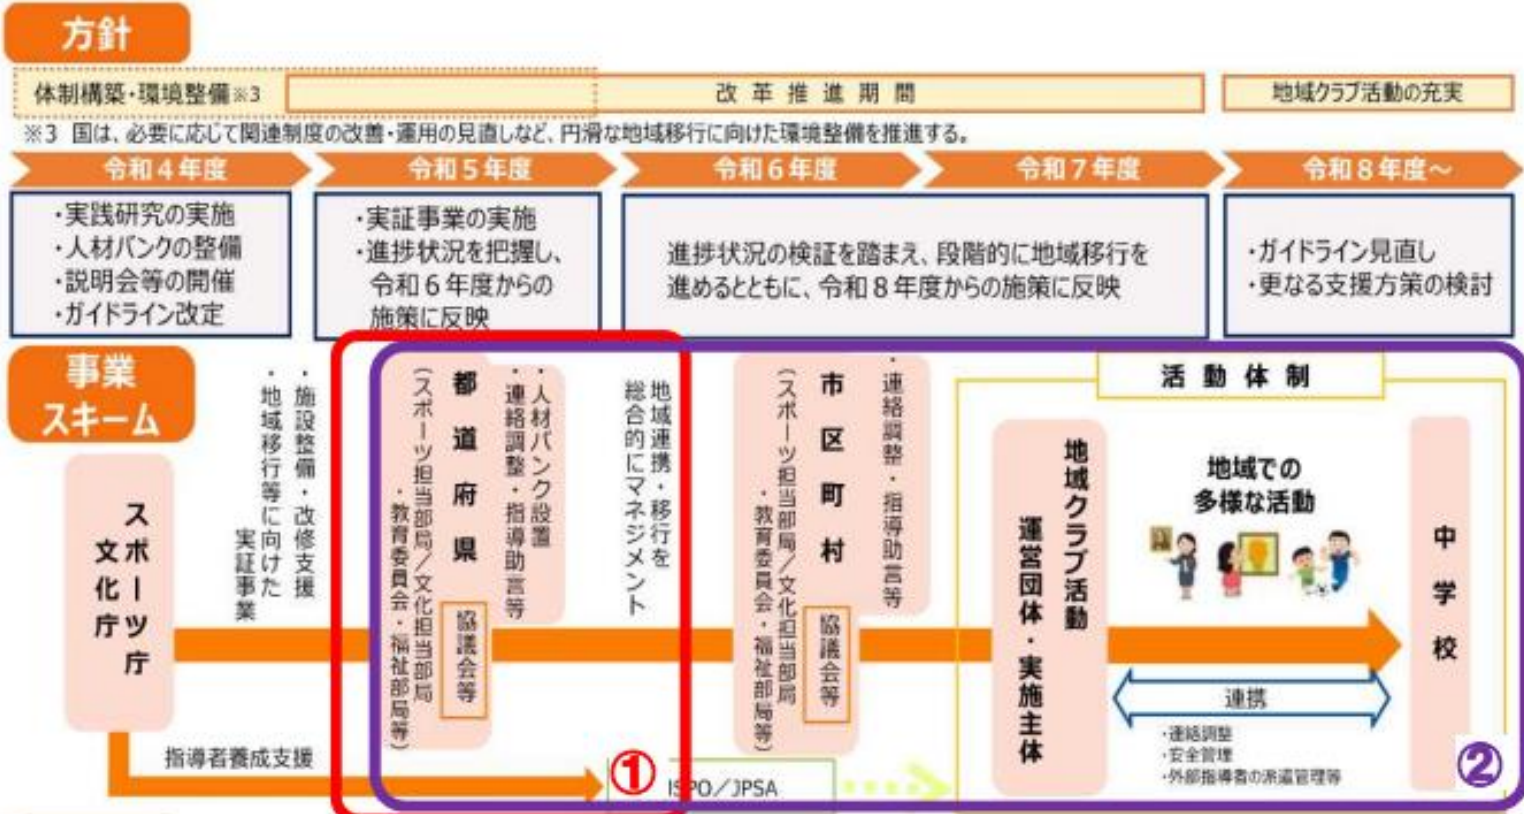 方針
体制構築・環境整備※3
改革推進期間
地域クラブ活動の充実
※3 国は、必要に応じて関連制度の改善・運用の見直しなど、円滑な地域移行に向けた環境整備を推進する。
令和4年度
令和5年度
令和6年度
令和7年度
令和8年度～
・実践研究の実施
・人材バンクの整備
・説明会等の開催
・ガイドライン改定
・実証事業の実施
・進捗状況を把握し、
令和6年度からの
施策に反映
進捗状況の検証を踏まえ、段階的に地域移行を
進めるとともに、令和8年度からの施策に反映
・ガイドライン見直し
・更なる支援方策の検討
事業
スキーム
スポーツ庁
文化庁
・施設整備・改修支援
・地域移行等に向けた
実証事業
指導者養成支援
都道府県
（スポーツ担当部局／文化担当部局
・教育委員会・福祉部局等）
協議会等
・人材バンク設置
・連絡調整・指導助言等
地域連携・移行を
総合的にマネジメント
①
JSPO／JPSA
市区町村
（スポーツ担当部局／文化担当部局
・教育委員会・福祉部局等）
協議会等
・連絡調整・指導助言等
活動体制
地域クラブ活動
運営団体・実施主体
地域での
多様な活動
連携
・連絡調整
・安全管理
・外部指導者の派遣管理等
中学校
②